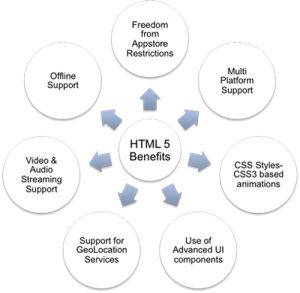 Freedom
from
Appstore
Restrictions
Multi
Platform
Support
CSS Styles-
CSS3 based
animations
Use of
Advanced UI
components
Support for
GeoLocation
Services
Video &
Audio
Streaming
Support
Offline
Support
HTML 5
Benefits